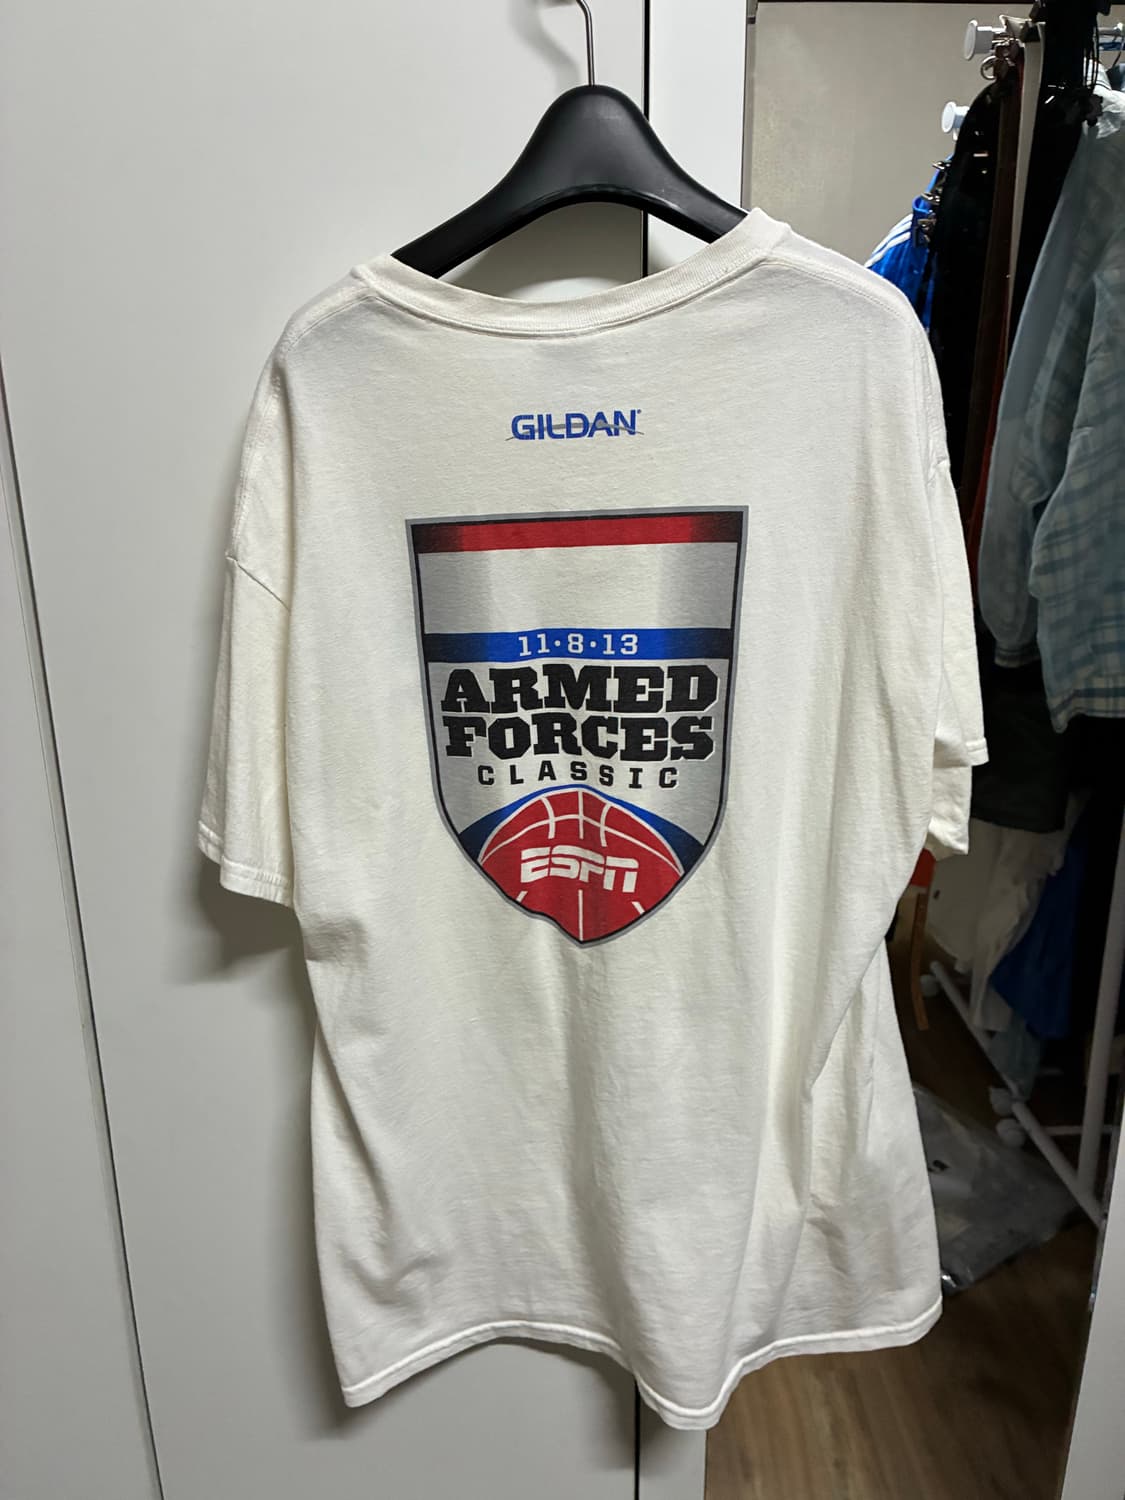 GILDAN®
11·8·13
ARMED
FORCES
CLASSIC
ESPN